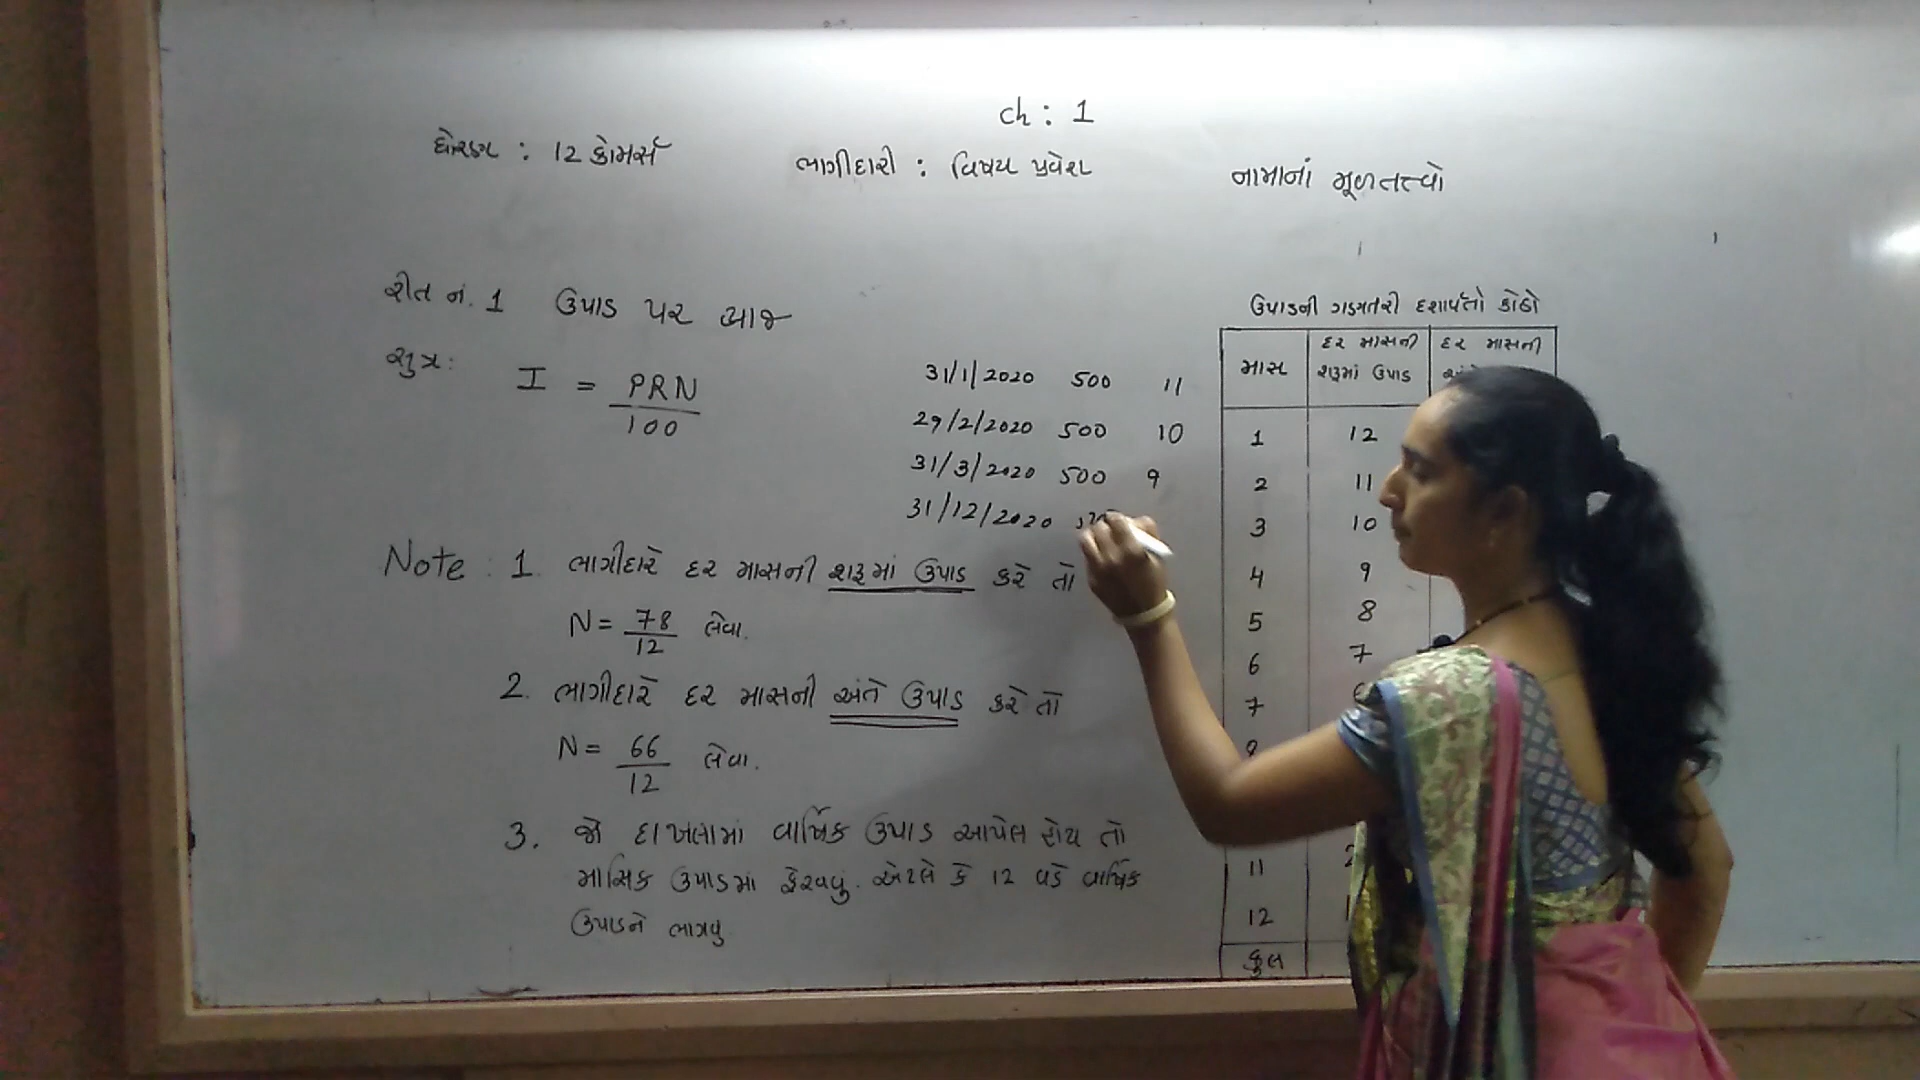 ch : 1
ધોરણ : 12 કોમર્સ
ભાગીદારી : વિષય પ્રવેશ
નામાનાં મૂળતત્ત્વો
રીત નં. 1 ઉપાડ પર વ્યાજ
સુત્ર:
I = PRN
100
31/1/2020 500 11
29/2/2020 500 10
31/3/2020 500 9
31/12/2020
Note : 1. ભાગીદારે દર માસની શરૂમાં ઉપાડ કરે તો
N = 78
12 લેવા.
2. ભાગીદારે દર માસની અંતે ઉપાડ કરે તો
N = 66
12 લેવા.
3. જો દાખલામાં વાર્ષિક ઉપાડ આપેલ હોય તો
માસિક ઉપાડમાં ફેરવવું. એટલે કે 12 વડે વાર્ષિક
ઉપાડને ભાગવુ
ઉપાડની ગણતરી દર્શાવતો કોઠો
માસ દર માસની શરૂમાં ઉપાડ દર માસની
1 12
2 11
3 10
4 9
5 8
6 7
7
11
12
કુલ